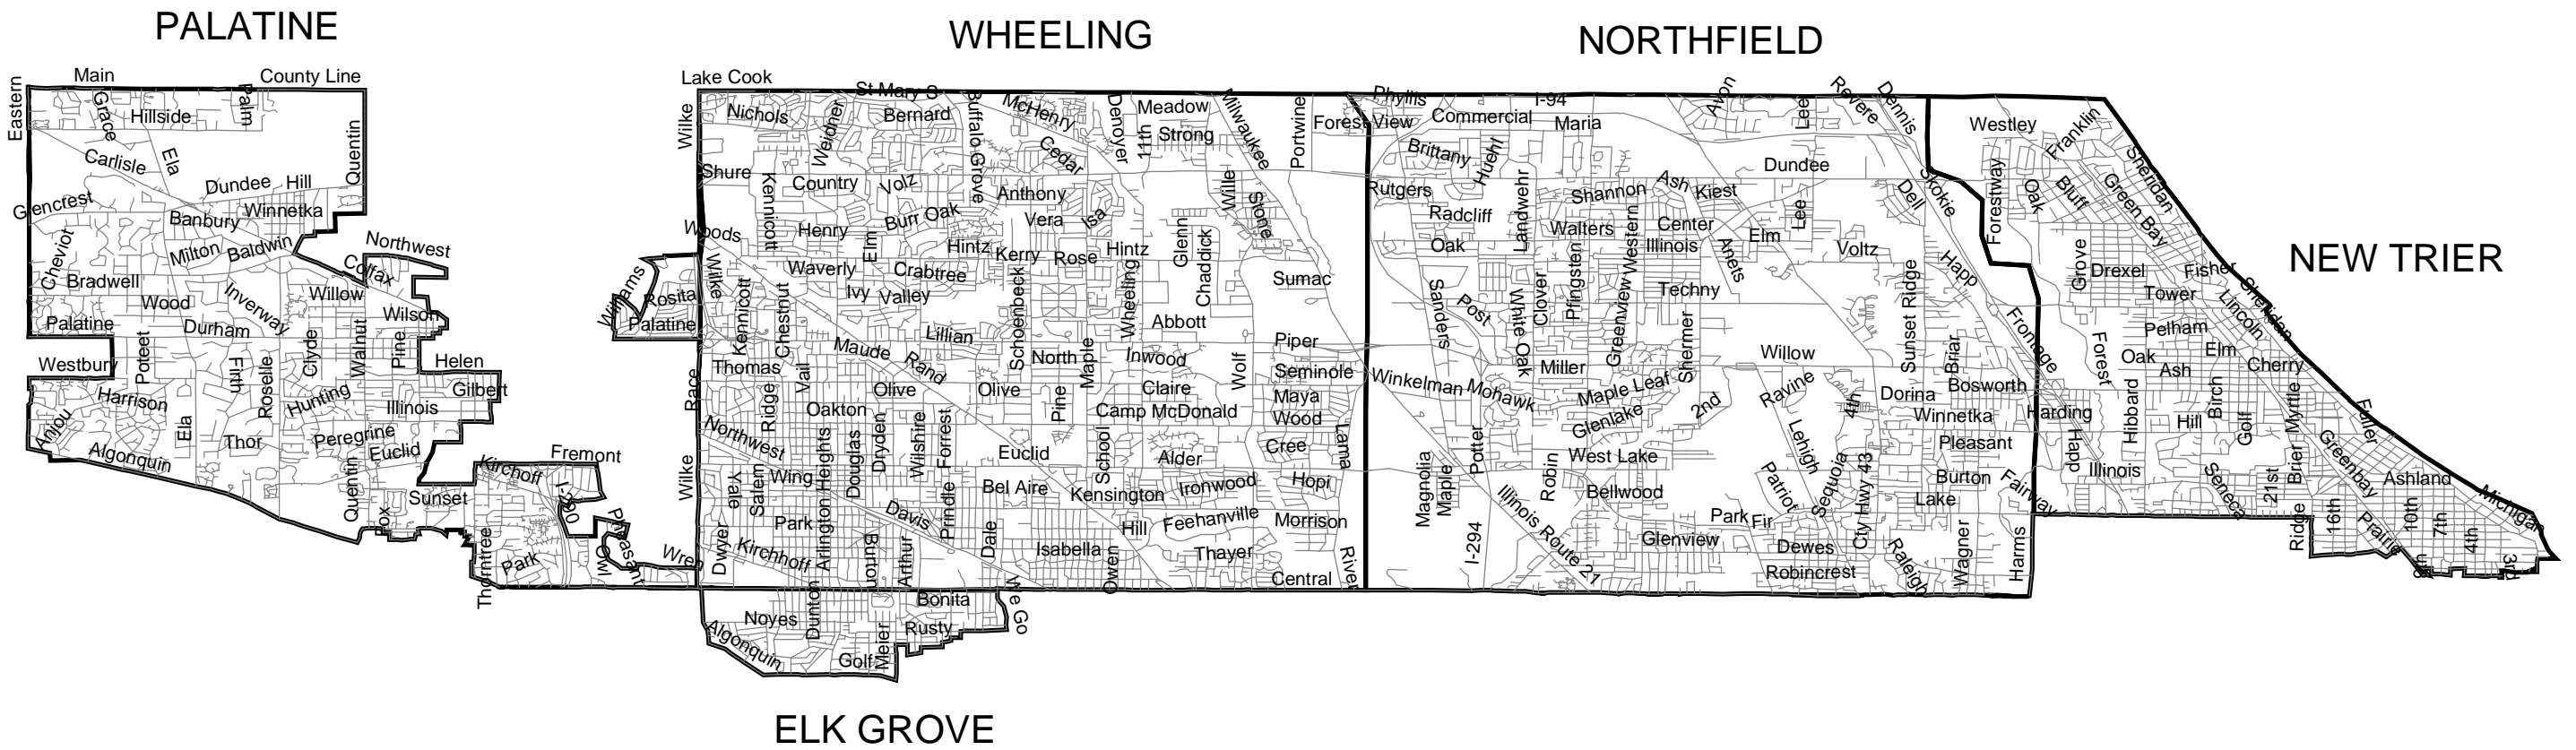 PALATINE
WHEELING
NORTHFIELD
NEW TRIER
ELK GROVE
Eastern
Main
County Line
Grace
Hillside
Palm
Quentin
Carlisle
Ela
Dundee
Hill
Glencrest
Banbury
Winnetka
Milton
Baldwin
Northwest
Cheviot
Colfax
Bradwell
Wood
Inverway
Willow
Wilson
Palatine
Durham
Poteet
Clyde
Walnut
Pine
Westbury
Fifth
Roselle
Helen
Gilbert
Harrison
Hunting
Illinois
Anjou
Ela
Thor
Peregrine
Euclid
Algonquin
Quentin
Sunset
Kirchoff
Fremont
I-290
Thorntree
Park
Owl
Pheasant
Wren
Williams
Rosita
Palatine
Lake Cook
Wilke
Nichols
Weidner
St Mary S
Bernard
Buffalo Grove
McHenry
Denoyer
11th
Meadow
Strong
Milwaukee
Portwine
Cedar
Shure
Kennicott
Country
Volz
Anthony
Wille
Stone
Burr Oak
Vera
Isa
Woods
Henry
Elm
Hintz
Kerry
Rose
Hintz
Glenn
Chaddick
Wilke
Waverly
Crabtree
Schoenbeck
Wheeling
Sumac
Kennicott
Chestnut
Ivy
Valley
Lillian
Abbott
Piper
Maude
Rand
North
Maple
Inwood
Wolf
Seminole
Thomas
Vail
Race
Ridge
Olive
Olive
Pine
Claire
Maya
Oakton
Camp McDonald
Wood
Northwest
Arlington Heights
Douglas
Dryden
Wilshire
Forrest
Euclid
School
Alder
Cree
Lama
Wilke
Yale
Salem
Wing
Bel Aire
Kensington
Ironwood
Hopi
Davis
Prindle
Dale
Hill
Feehanville
Morrison
Park
Dwyer
Kirchhoff
Burton
Arthur
Isabella
Owen
Thayer
Central
River
Dunton
Bonita
We Go
Noyes
Rusty
Algonquin
Golf
Meier
Phyllis
Forest View
Commercial
I-94
Maria
Avon
Lee
Revere
Dennis
Brittany
Huehl
Dundee
Rutgers
Landwehr
Shannon
Ash
Kiest
Dell
Skokie
Radcliff
Walters
Western
Center
Lee
Oak
Illinois
Anets
Elm
Voltz
Sanders
Post
White Oak
Clover
Pfingsten
Greenview
Techny
Sunset Ridge
Happ
Shermer
Frontage
Miller
Willow
Briar
Winkelman
Mohawk
Maple Leaf
Ravine
Dorina
Bosworth
Glenlake
2nd
4th
Winnetka
Harding
Potter
Lehigh
Pleasant
Magnolia
Maple
Robin
West Lake
Patriot
Sequoia
Cty Hwy 43
Burton
Bellwood
Lake
Fairway
Illinois Route 21
I-294
Park
Fir
Glenview
Dewes
Robincrest
Raleigh
Wagner
Harms
Westley
Franklin
Sheridan
Forestway
Oak
Bluff
Green Bay
Grove
Drexel
Fisher
Sheridan
Tower
Lincoln
Pelham
Forest
Oak
Elm
Cherry
Ash
Hibbard
Birch
Myrtle
Hill
Golf
Fuller
Happ
Illinois
Seneca
21st
Brier
Greenbay
Ashland
Michigan
Ridge
16th
Prairie
10th
7th
4th
3rd